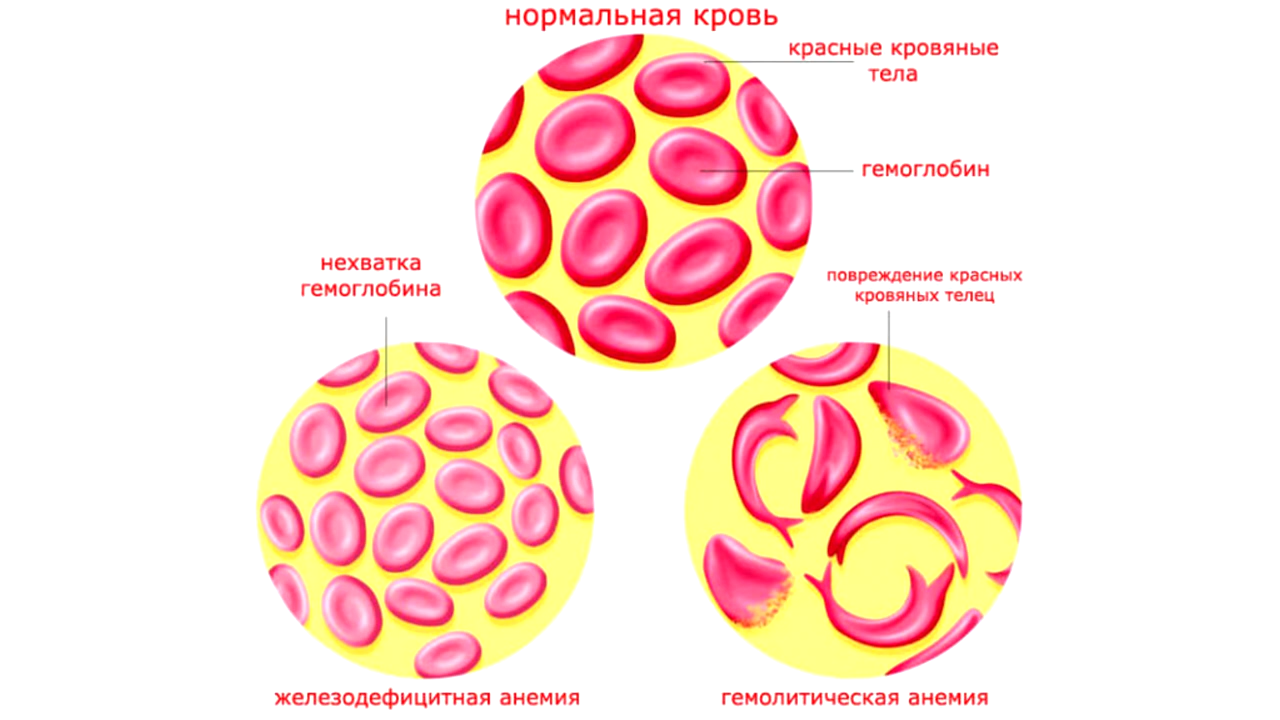 нормальная кровь
красные кровяные
тела
гемоглобин
нехватка
гемоглобина
повреждение красных
кровяных телец
железодефицитная анемия
гемолитическая анемия